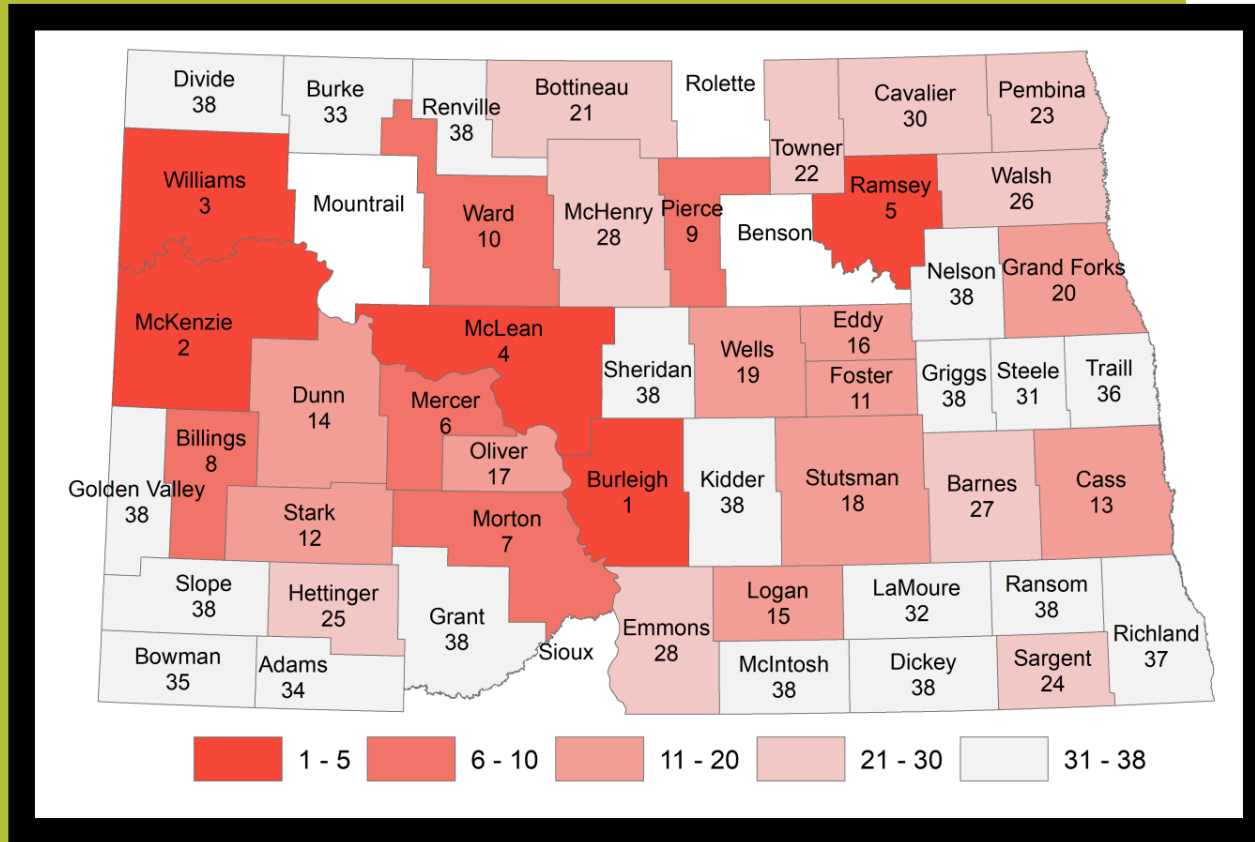 Divide
38
Burke
33
Renville
38
Bottineau
21
Rolette
Towner
22
Cavalier
30
Pembina
23
Williams
3
Mountrail
Ward
10
McHenry
28
Pierce
9
Benson
Ramsey
5
Walsh
26
Nelson
38
Grand Forks
20
McKenzie
2
McLean
4
Sheridan
38
Wells
19
Eddy
16
Foster
11
Griggs
38
Steele
31
Traill
36
Dunn
14
Mercer
6
Billings
8
Golden Valley
38
Oliver
17
Burleigh
1
Kidder
38
Stutsman
18
Barnes
27
Cass
13
Stark
12
Morton
7
Slope
38
Hettinger
25
Grant
38
Sioux
Emmons
28
Logan
15
LaMoure
32
Ransom
38
Richland
37
Bowman
35
Adams
34
McIntosh
38
Dickey
38
Sargent
24
1 - 5
6 - 10
11 - 20
21 - 30
31 - 38